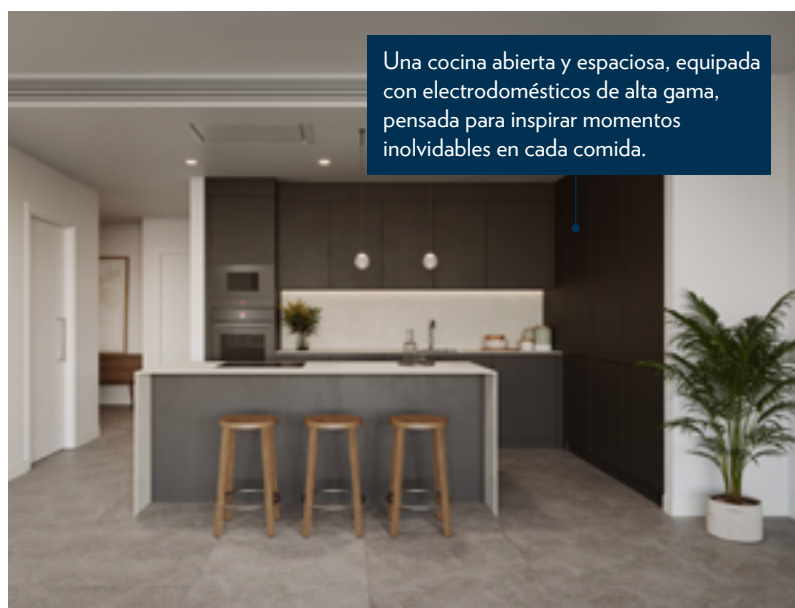 Una cocina abierta y espaciosa, equipada
con electrodomésticos de alta gama,
pensada para inspirar momentos
inolvidables en cada comida.